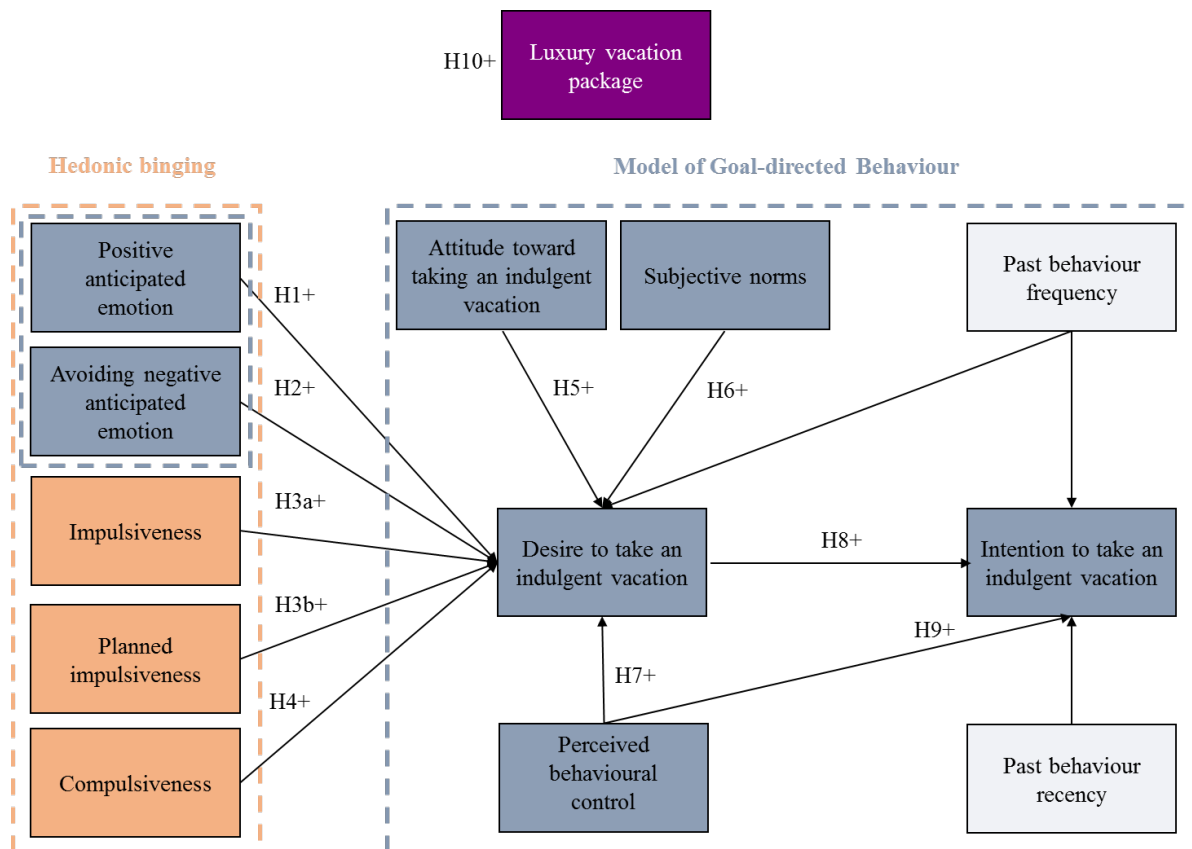 H10+
Luxury vacation
package
Hedonic binging
Model of Goal-directed Behaviour
Positive
anticipated
emotion
H1+
Avoiding negative
anticipated
emotion
H2+
Impulsiveness
H3a+
Planned
impulsiveness
H3b+
Compulsiveness
H4+
Attitude toward
taking an indulgent
vacation
Subjective norms
Past behaviour
frequency
H5+
H6+
Desire to take an
indulgent vacation
H8+
Intention to take an
indulgent vacation
H7+
H9+
Perceived
behavioural
control
Past behaviour
recency